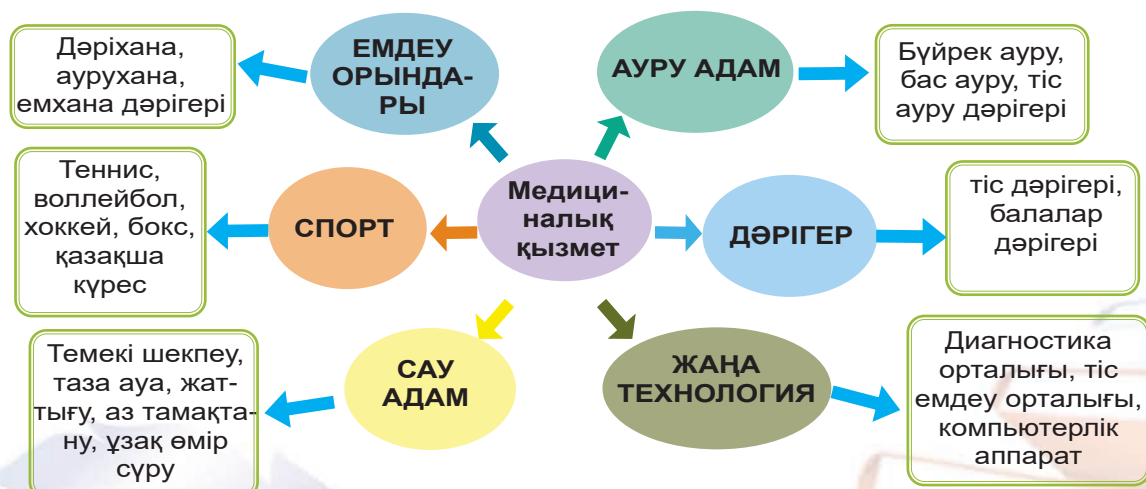 Дәріхана,
аурухана,
емхана дәрігері
ЕМДЕУ
ОРЫНДА-
РЫ
АУРУ АДАМ
Бүйрек ауру,
бас ауру, тіс
ауру дәрігері
Теннис,
воллейбол,
хоккей, бокс,
қазақша
күрес
СПОРТ
Медици-
налық
қызмет
ДӘРІГЕР
тіс дәрігері,
балалар
дәрігері
Темекі шекпеу,
таза ауа, жат-
тығу, аз тамақта-
ну, ұзақ өмір
сүру
САУ
АДАМ
ЖАҢА
ТЕХНОЛОГИЯ
Диагностика
орталығы, тіс
емдеу орталығы,
компьютерлік
аппарат